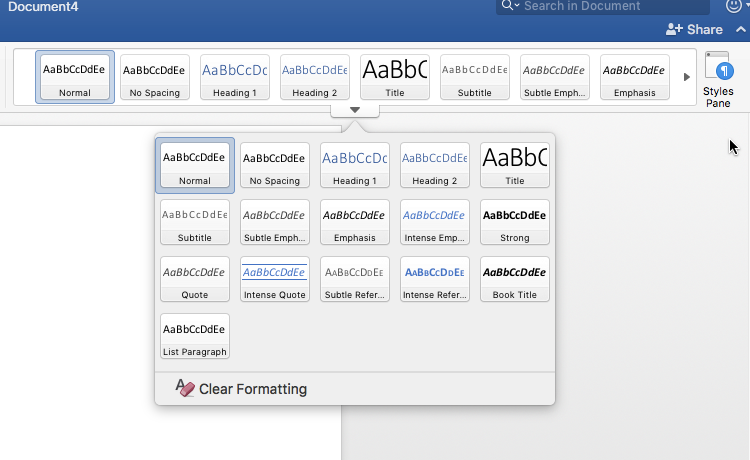 Document4
Search in Document
Share
AaBbCcDdEe AaBbCcDdEe AaBbCcDc AaBbCcDdEe AaBbC AaBbCcDdEe AaBbCcDdEe AaBbCcDdEe
Normal No Spacing Heading 1 Heading 2 Title Subtitle Subtle Emph... Emphasis
Styles
Pane
AaBbCcDdEe AaBbCcDdEe AaBbCcDc AaBbCcDdEe AaBbC
Normal No Spacing Heading 1 Heading 2 Title
AaBbCcDdEe AaBbCcDdEe AaBbCcDdEe AaBbCcDdEe AaBbCcDdEe
Subtitle Subtle Emph... Emphasis Intense Emp... Strong
AaBbCcDdEe AaBbCcDdEe AaBbCcDdEe AaBbCcDdEe AaBbCcDdEe
Quote Intense Quote Subtle Refer... Intense Refer... Book Title
AaBbCcDdEe
List Paragraph
Clear Formatting